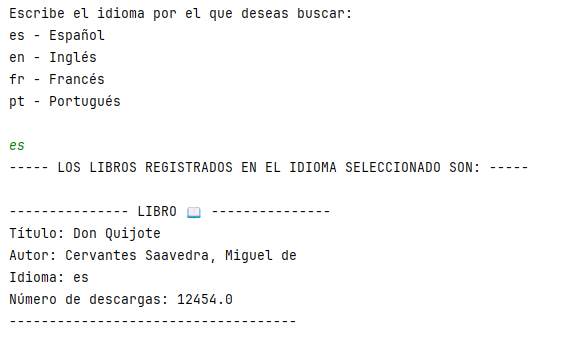 Escribe el idioma por el que deseas buscar:
es - Español
en - Inglés
fr - Francés
pt - Portugués
es
----- LOS LIBROS REGISTRADOS EN EL IDIOMA SELECCIONADO SON: -----
--------------- LIBRO 📖 ---------------
Título: Don Quijote
Autor: Cervantes Saavedra, Miguel de
Idioma: es
Número de descargas: 12454.0
------------------------------------